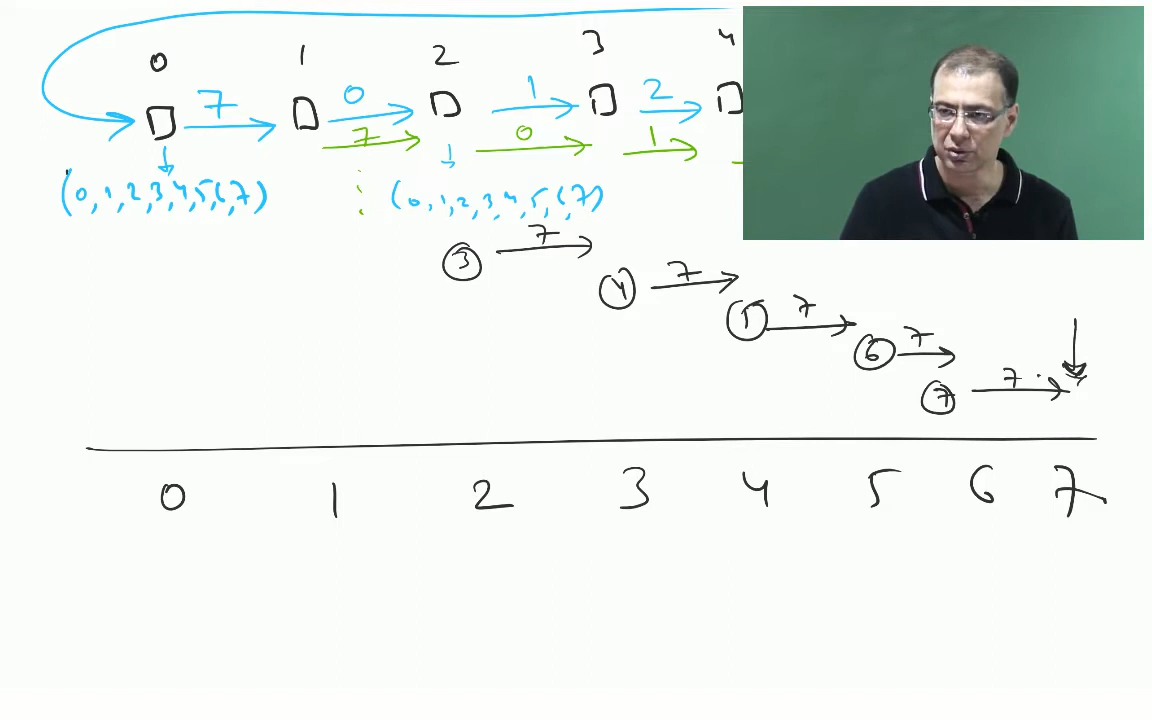 0 1 2 3 4
7 0 1 2
7 0 1
(0,1,2,3,4,5,6,7) (0,1,2,3,4,5,6,7)
3 7
4 7
5 7
6 7
7 7
0 1 2 3 4 5 6 7